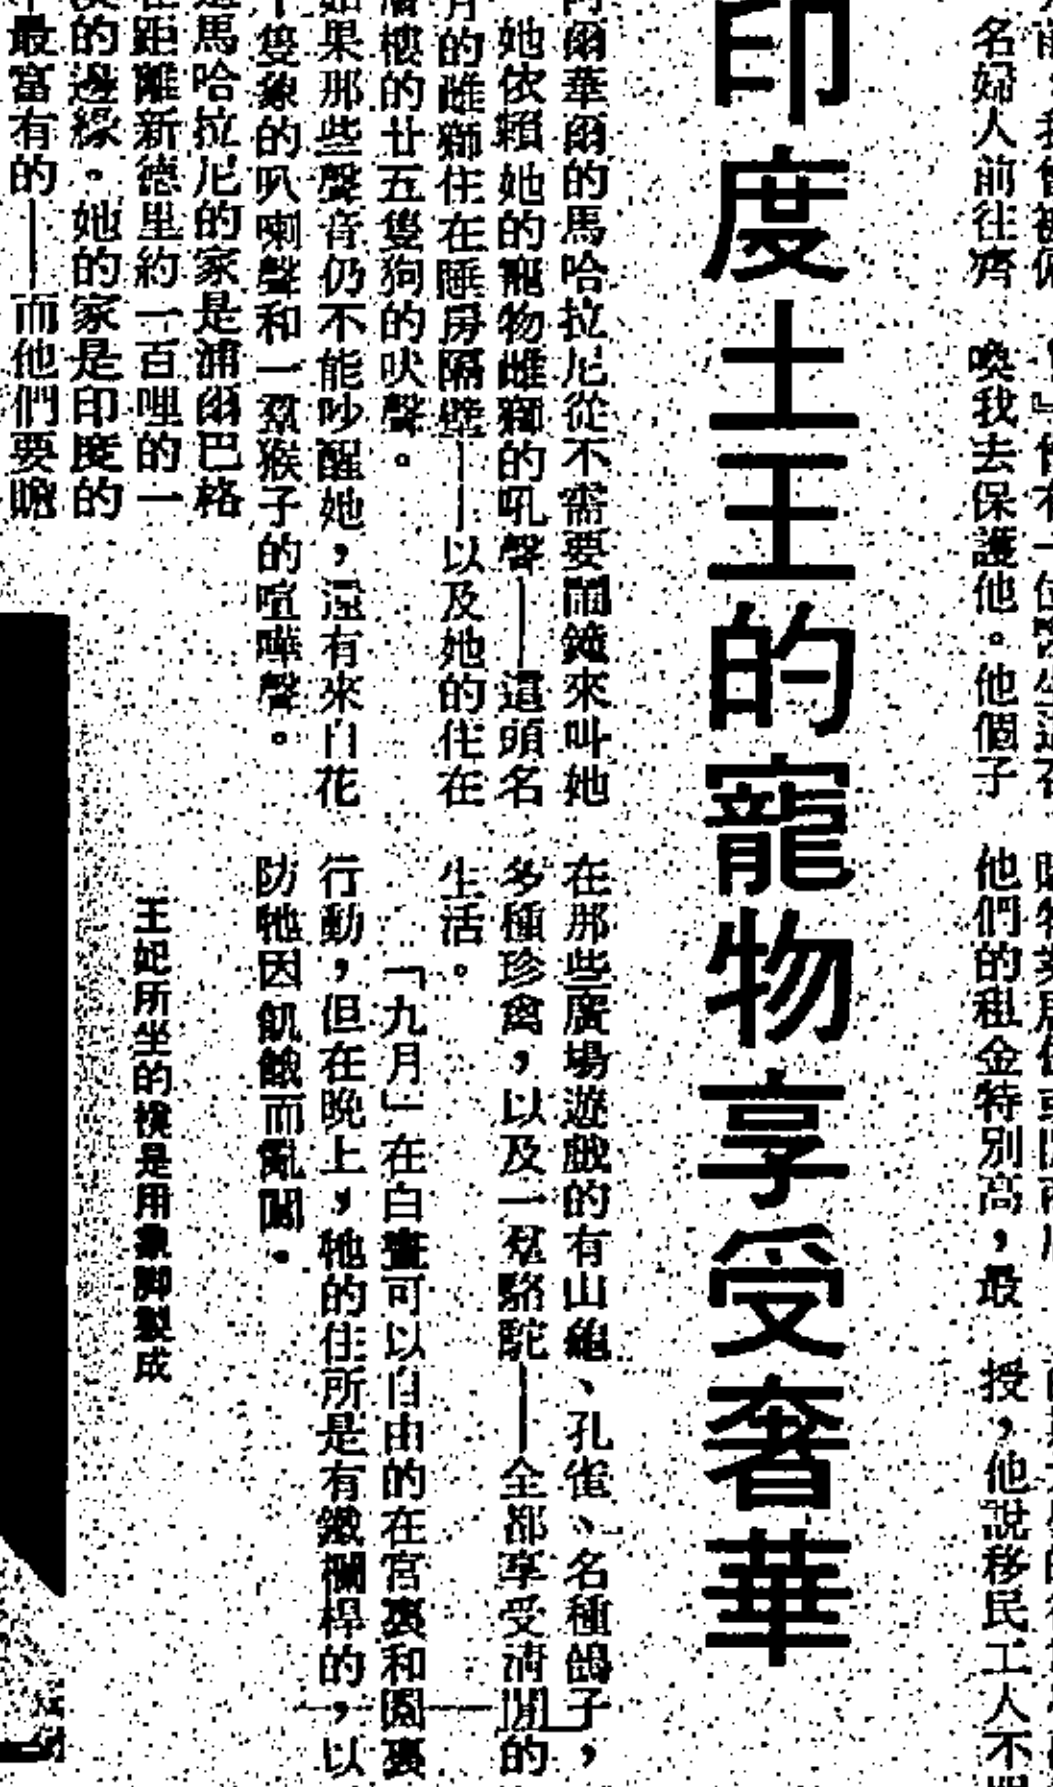 名婦人前往濟
喚我去保護他。他個子
他們的租金特別高，最
授，他說移民工人不
印度土王的寵物享受奢華
爾華爾的馬哈拉尼從不需要鬧鐘來叫她
她依賴她的寵物雌獅的吼聲——這頭名
月的雌獅住在睡房隔壁——以及她的住在
樓的廿五隻狗的吠聲。
如果那些聲音仍不能吵醒她，還有來自花
隻象的叭喇聲和一羣猴子的喧嘩聲。
馬哈拉尼的家是浦爾巴格
在距離新德里約一百哩的一
的邊緣。她的家是印度的
最富有的——而他們要瞻
在那些廣場遊戲的有山龜、孔雀、名種鴿子，
多種珍禽，以及一羣駱駝——全都享受清閒的
生活。
「九月」在白晝可以自由的在宮裏和園裏
行動，但在晚上，牠的住所是有鐵欄桿的，以
防牠因飢餓而亂闖。
王妃所坐的櫈是用象脚製成